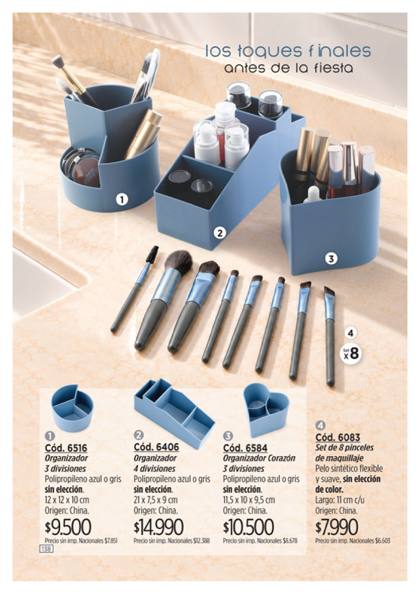 los toques finales
antes de la fiesta
1
2
3
4
Set
x 8
1
Cód. 6516
Organizador
3 divisiones
Polipropileno azul o gris
sin elección.
12 x 12 x 10 cm
Origen: China.
$9.500
Precio sin imp. Nacionales $7.851
2
Cód. 6406
Organizador
4 divisiones
Polipropileno azul o gris
sin elección.
21 x 7,5 x 9 cm
Origen: China.
$14.990
Precio sin imp. Nacionales $12.388
3
Cód. 6584
Organizador Corazón
3 divisiones
Polipropileno azul o gris
sin elección.
11,5 x 10 x 9,5 cm
Origen: China.
$10.500
Precio sin imp. Nacionales $8.678
4
Cód. 6083
Set de 8 pinceles
de maquillaje
Pelo sintético flexible
y suave, sin elección
de color.
Largo: 11 cm c/u
Origen: China.
$7.990
Precio sin imp. Nacionales $6.603
138